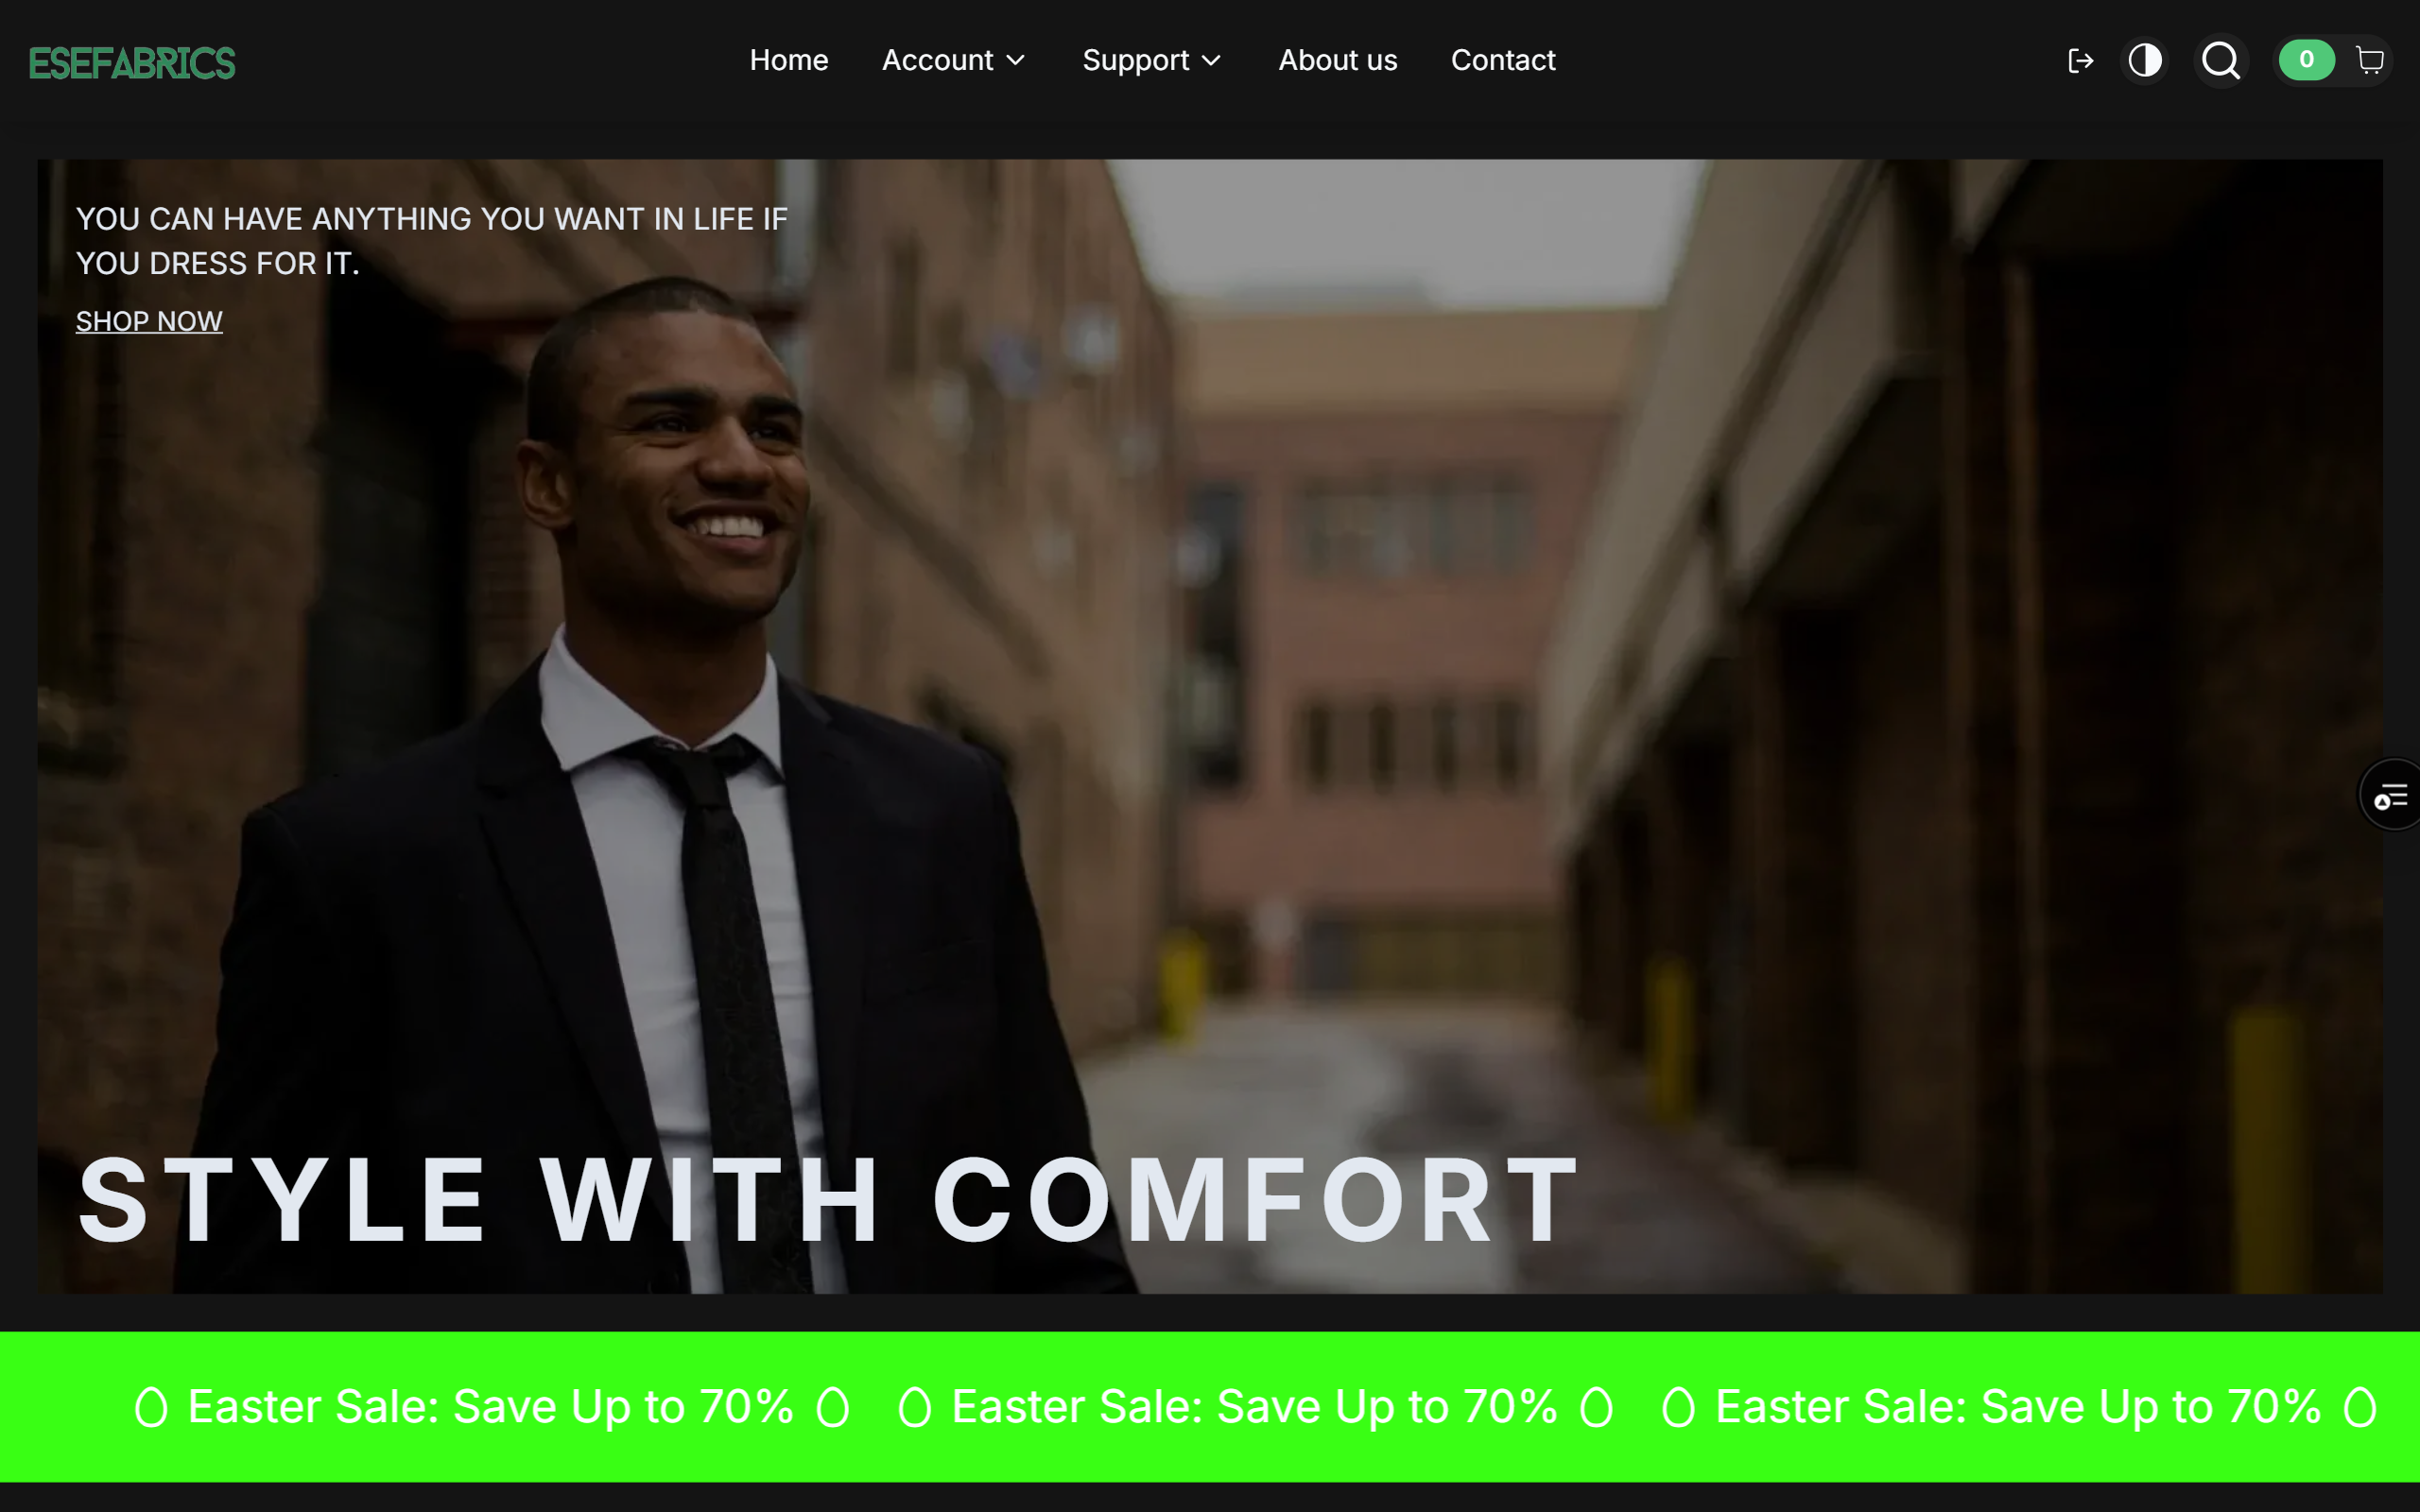 ESEFABRICS
Home Account Support About us Contact
0
YOU CAN HAVE ANYTHING YOU WANT IN LIFE IF
YOU DRESS FOR IT.
SHOP NOW
STYLE WITH COMFORT
Easter Sale: Save Up to 70% Easter Sale: Save Up to 70% Easter Sale: Save Up to 70%